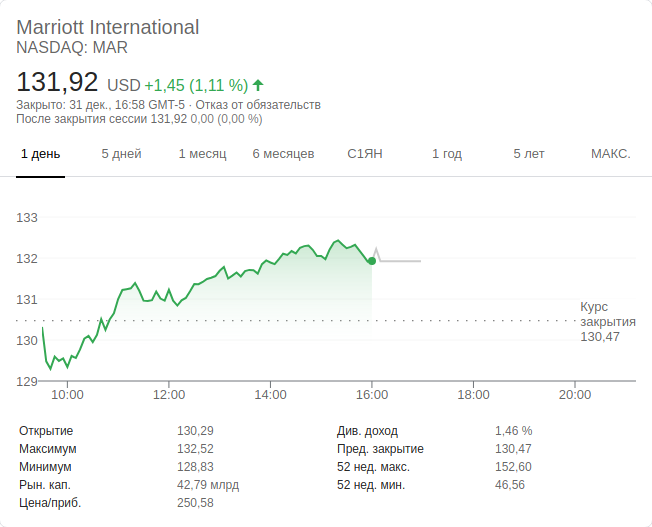 Marriott International
NASDAQ: MAR
131,92 USD +1,45 (1,11 %)
Закрыто: 31 дек., 16:58 GMT-5 · Отказ от обязательств
После закрытия сессии 131,92 0,00 (0,00 %)
1 день 5 дней 1 месяц 6 месяцев С1ЯН 1 год 5 лет МАКС.
133
132
131
Курс
закрытия
130,47
130
129
10:00 12:00 14:00 16:00 18:00 20:00
Открытие 130,29 Див. доход 1,46 %
Максимум 132,52 Пред. закрытие 130,47
Минимум 128,83 52 нед. макс. 152,60
Рын. кап. 42,79 млрд 52 нед. мин. 46,56
Цена/приб. 250,58